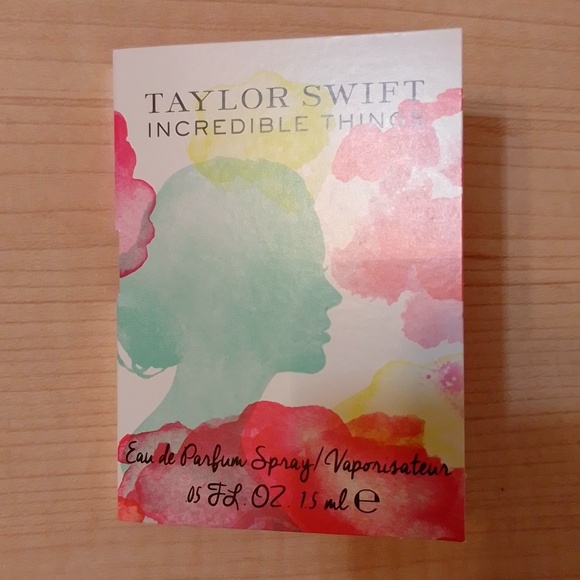 TAYLOR SWIFT
INCREDIBLE THINGS
Eau de Parfum Spray/Vaporisateur
.05 FL. OZ. 1.5 ml ℮